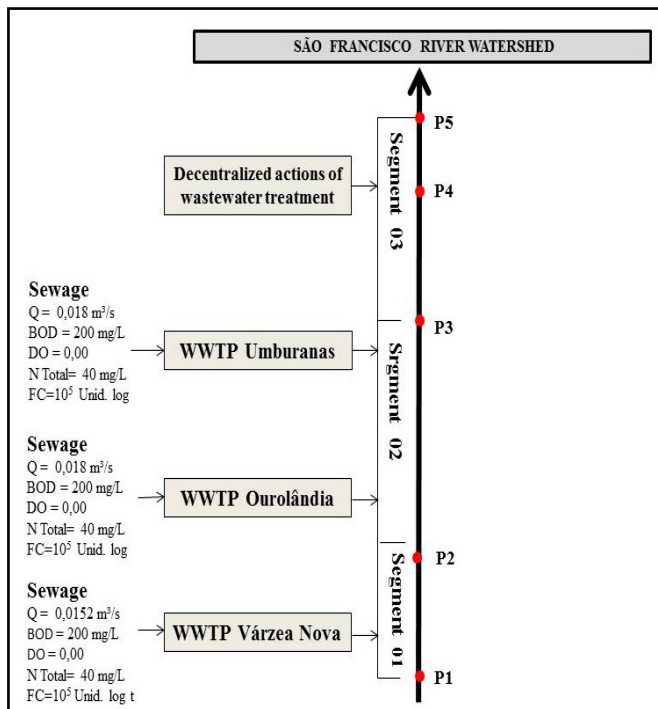 SÃO FRANCISCO RIVER WATERSHED
P5
Decentralized actions of
wastewater treatment
P4
Segment 03
Sewage
Q = 0,018 m³/s
BOD = 200 mg/L
DO = 0,00
N Total= 40 mg/L
FC=10⁵ Unid. log
WWTP Umburanas
P3
Srgment 02
Sewage
Q = 0,018 m³/s
BOD = 200 mg/L
DO = 0,00
N Total= 40 mg/L
FC=10⁵ Unid. log
WWTP Ourolândia
P2
Segment 01
Sewage
Q = 0,0152 m³/s
BOD = 200 mg/L
DO = 0,00
N Total= 40 mg/L
FC=10⁵ Unid. log t
WWTP Várzea Nova
P1